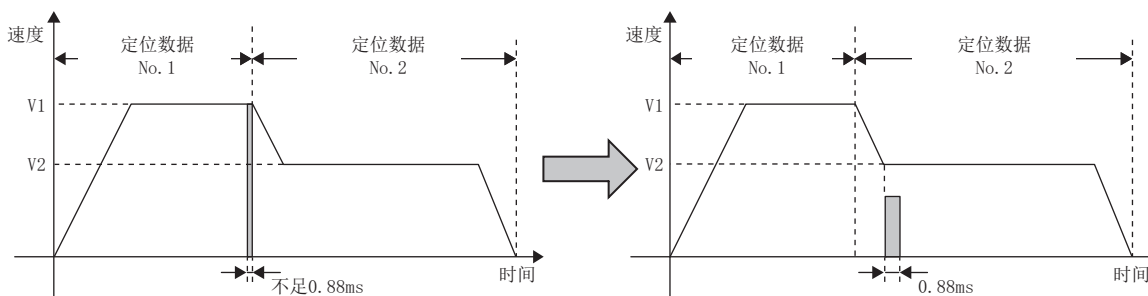 速度
定位数据
No.1
定位数据
No.2
V1
V2
时间
不足0.88ms
速度
定位数据
No.1
定位数据
No.2
V1
V2
时间
0.88ms